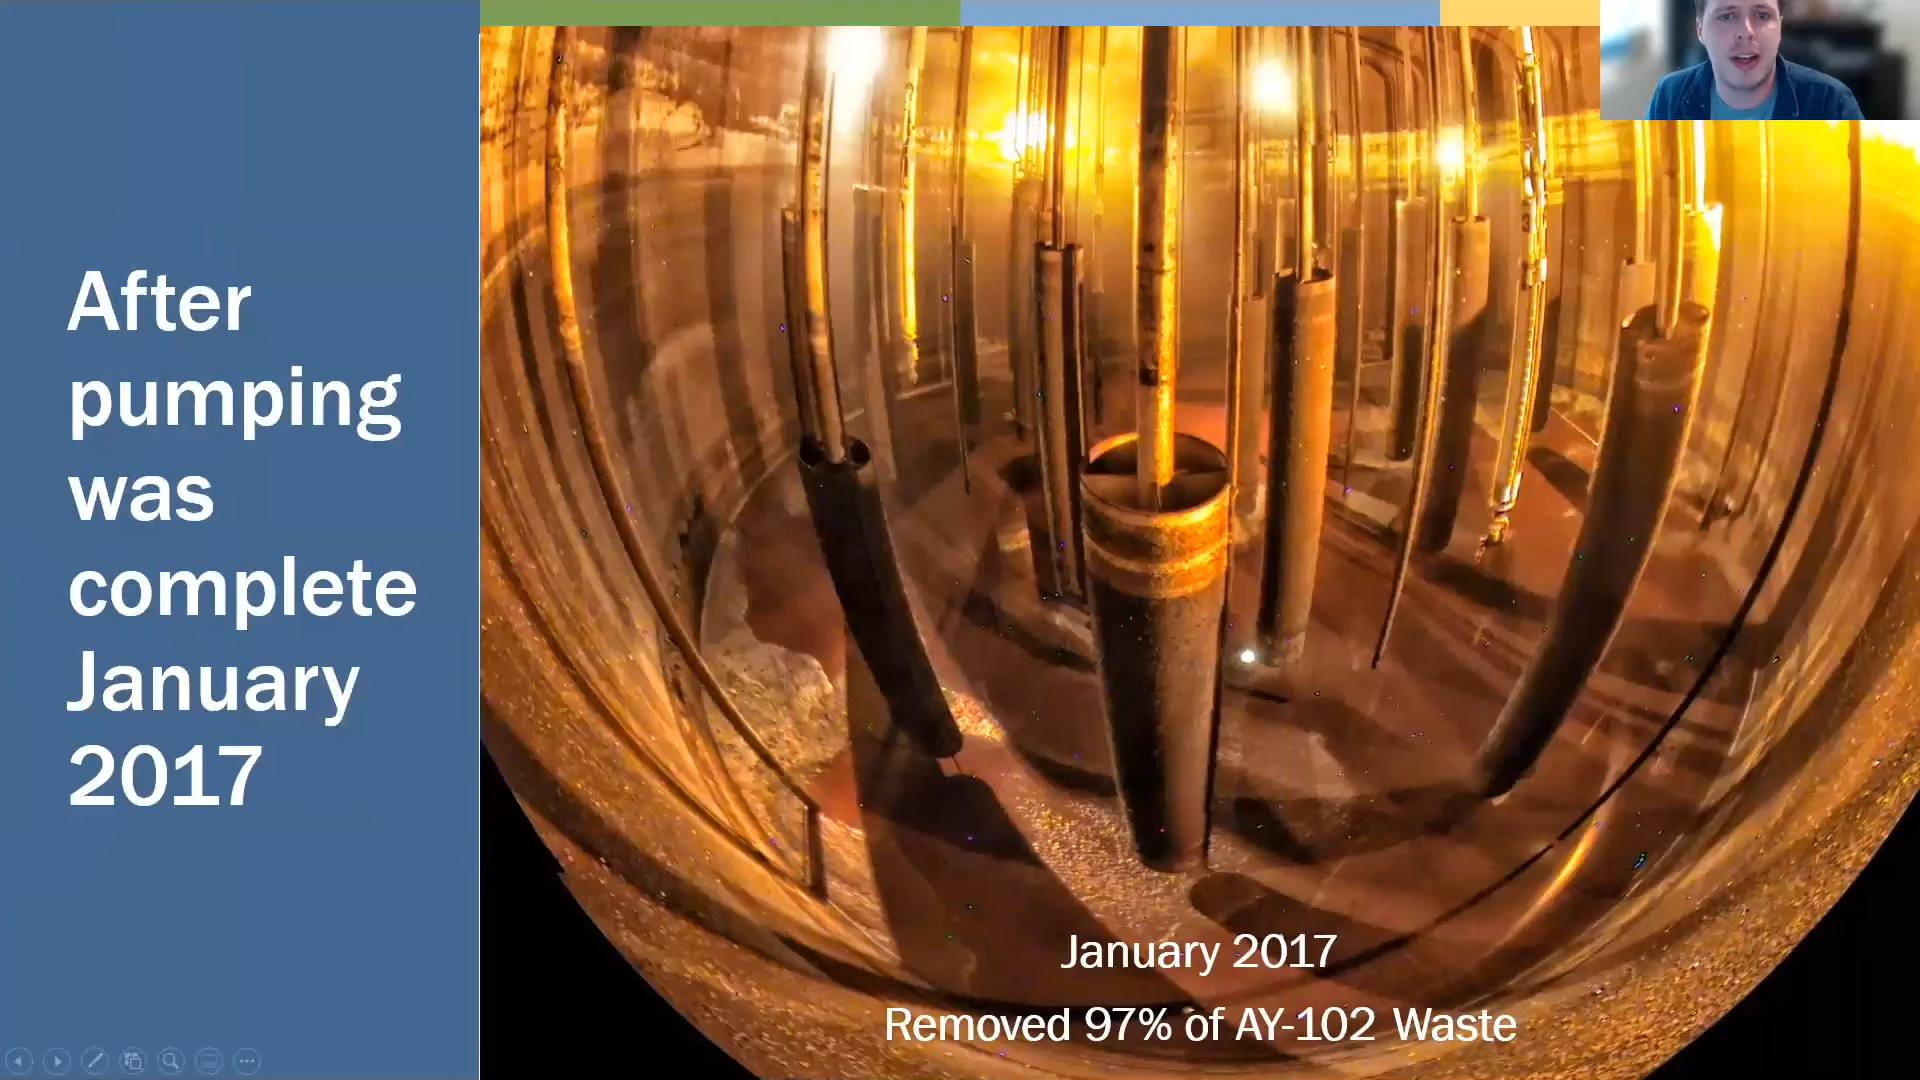 After
pumping
was
complete
January
2017
January 2017
Removed 97% of AY-102 Waste